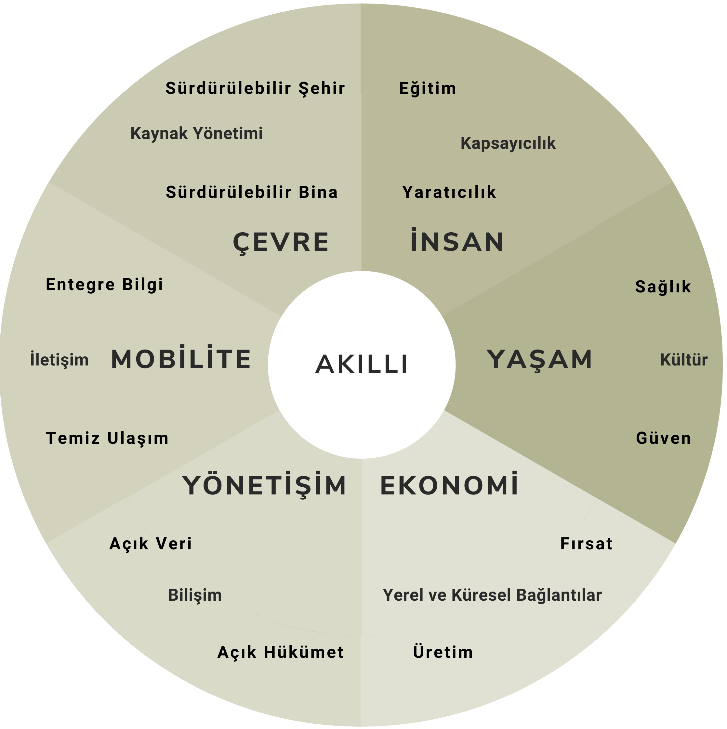 Sürdürülebilir Şehir
Kaynak Yönetimi
Sürdürülebilir Bina
ÇEVRE
Eğitim
Kapsayıcılık
Yaratıcılık
İNSAN
Entegre Bilgi
İletişim
MOBİLİTE
Temiz Ulaşım
AKILLI
Sağlık
YAŞAM
Kültür
Güven
YÖNETİŞİM
Açık Veri
Bilişim
Açık Hükümet
EKONOMİ
Fırsat
Yerel ve Küresel Bağlantılar
Üretim